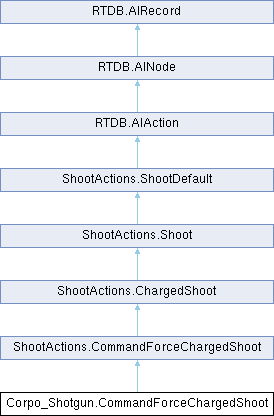 RTDB.AIRecord
RTDB.AINode
RTDB.AIAction
ShootActions.ShootDefault
ShootActions.Shoot
ShootActions.ChargedShoot
ShootActions.CommandForceChargedShoot
Corpo_Shotgun.CommandForceChargedShoot